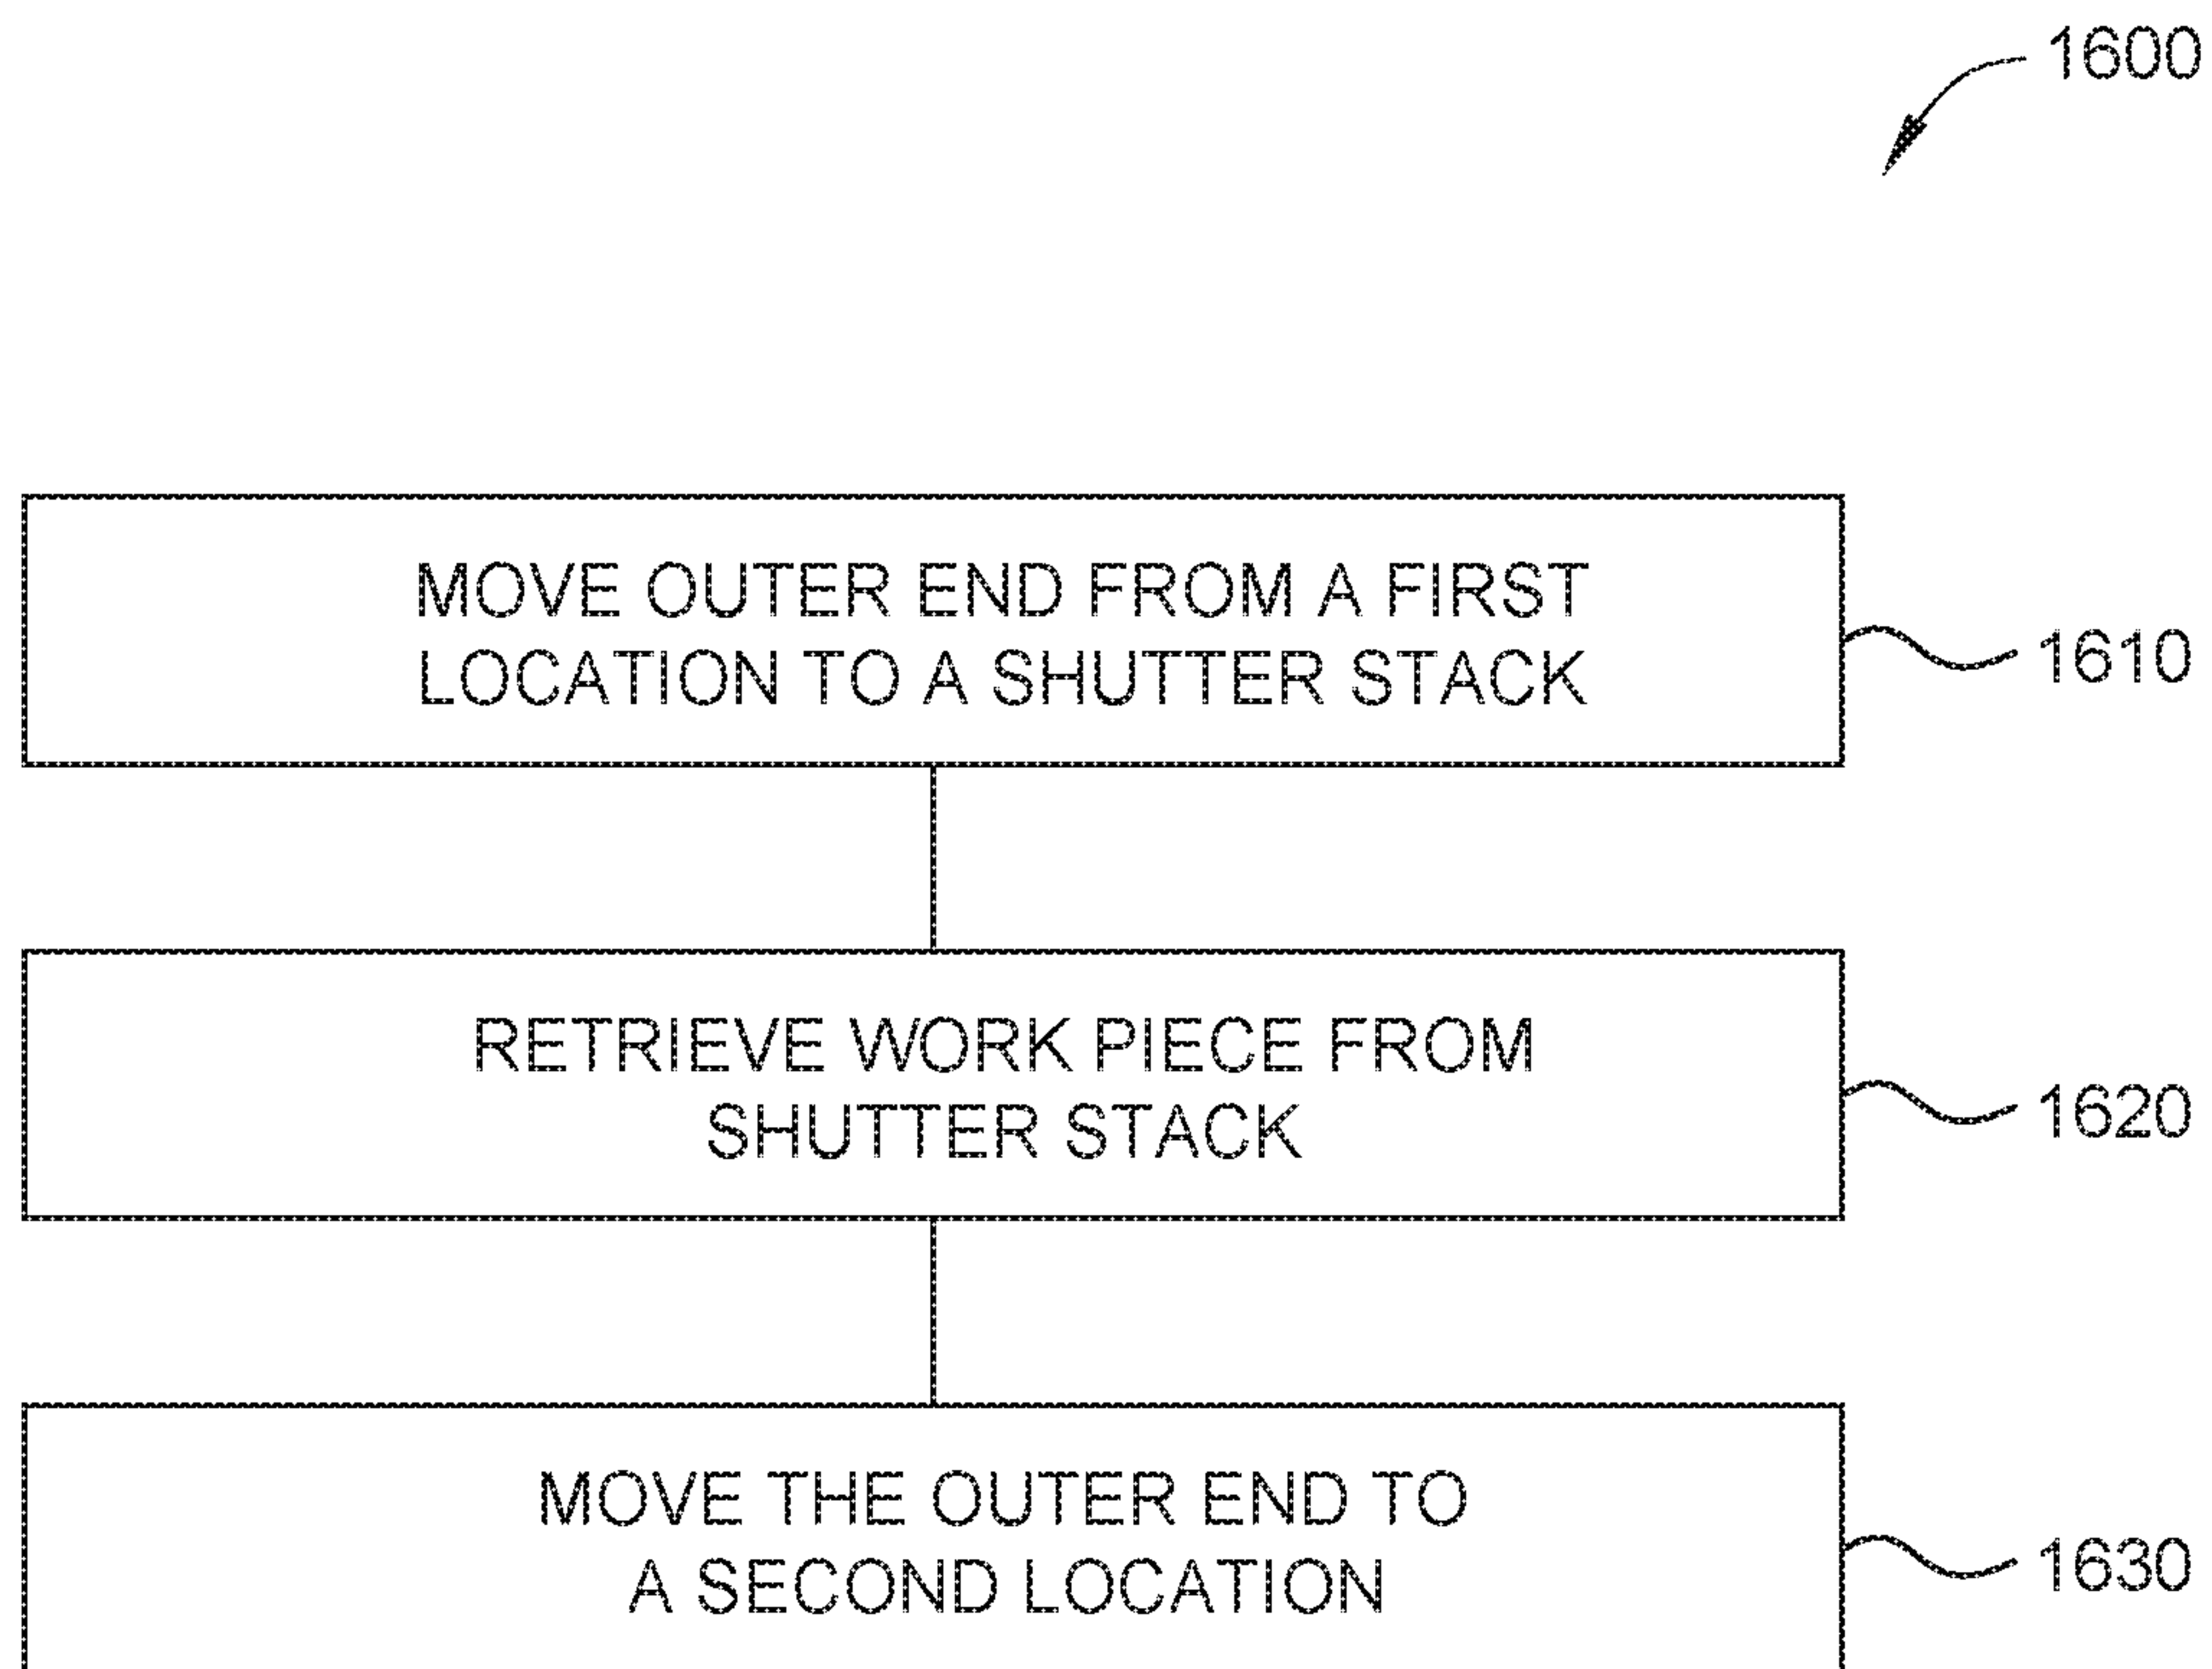 1600
MOVE OUTER END FROM A FIRST
LOCATION TO A SHUTTER STACK
1610
RETRIEVE WORK PIECE FROM
SHUTTER STACK
1620
MOVE THE OUTER END TO
A SECOND LOCATION
1630